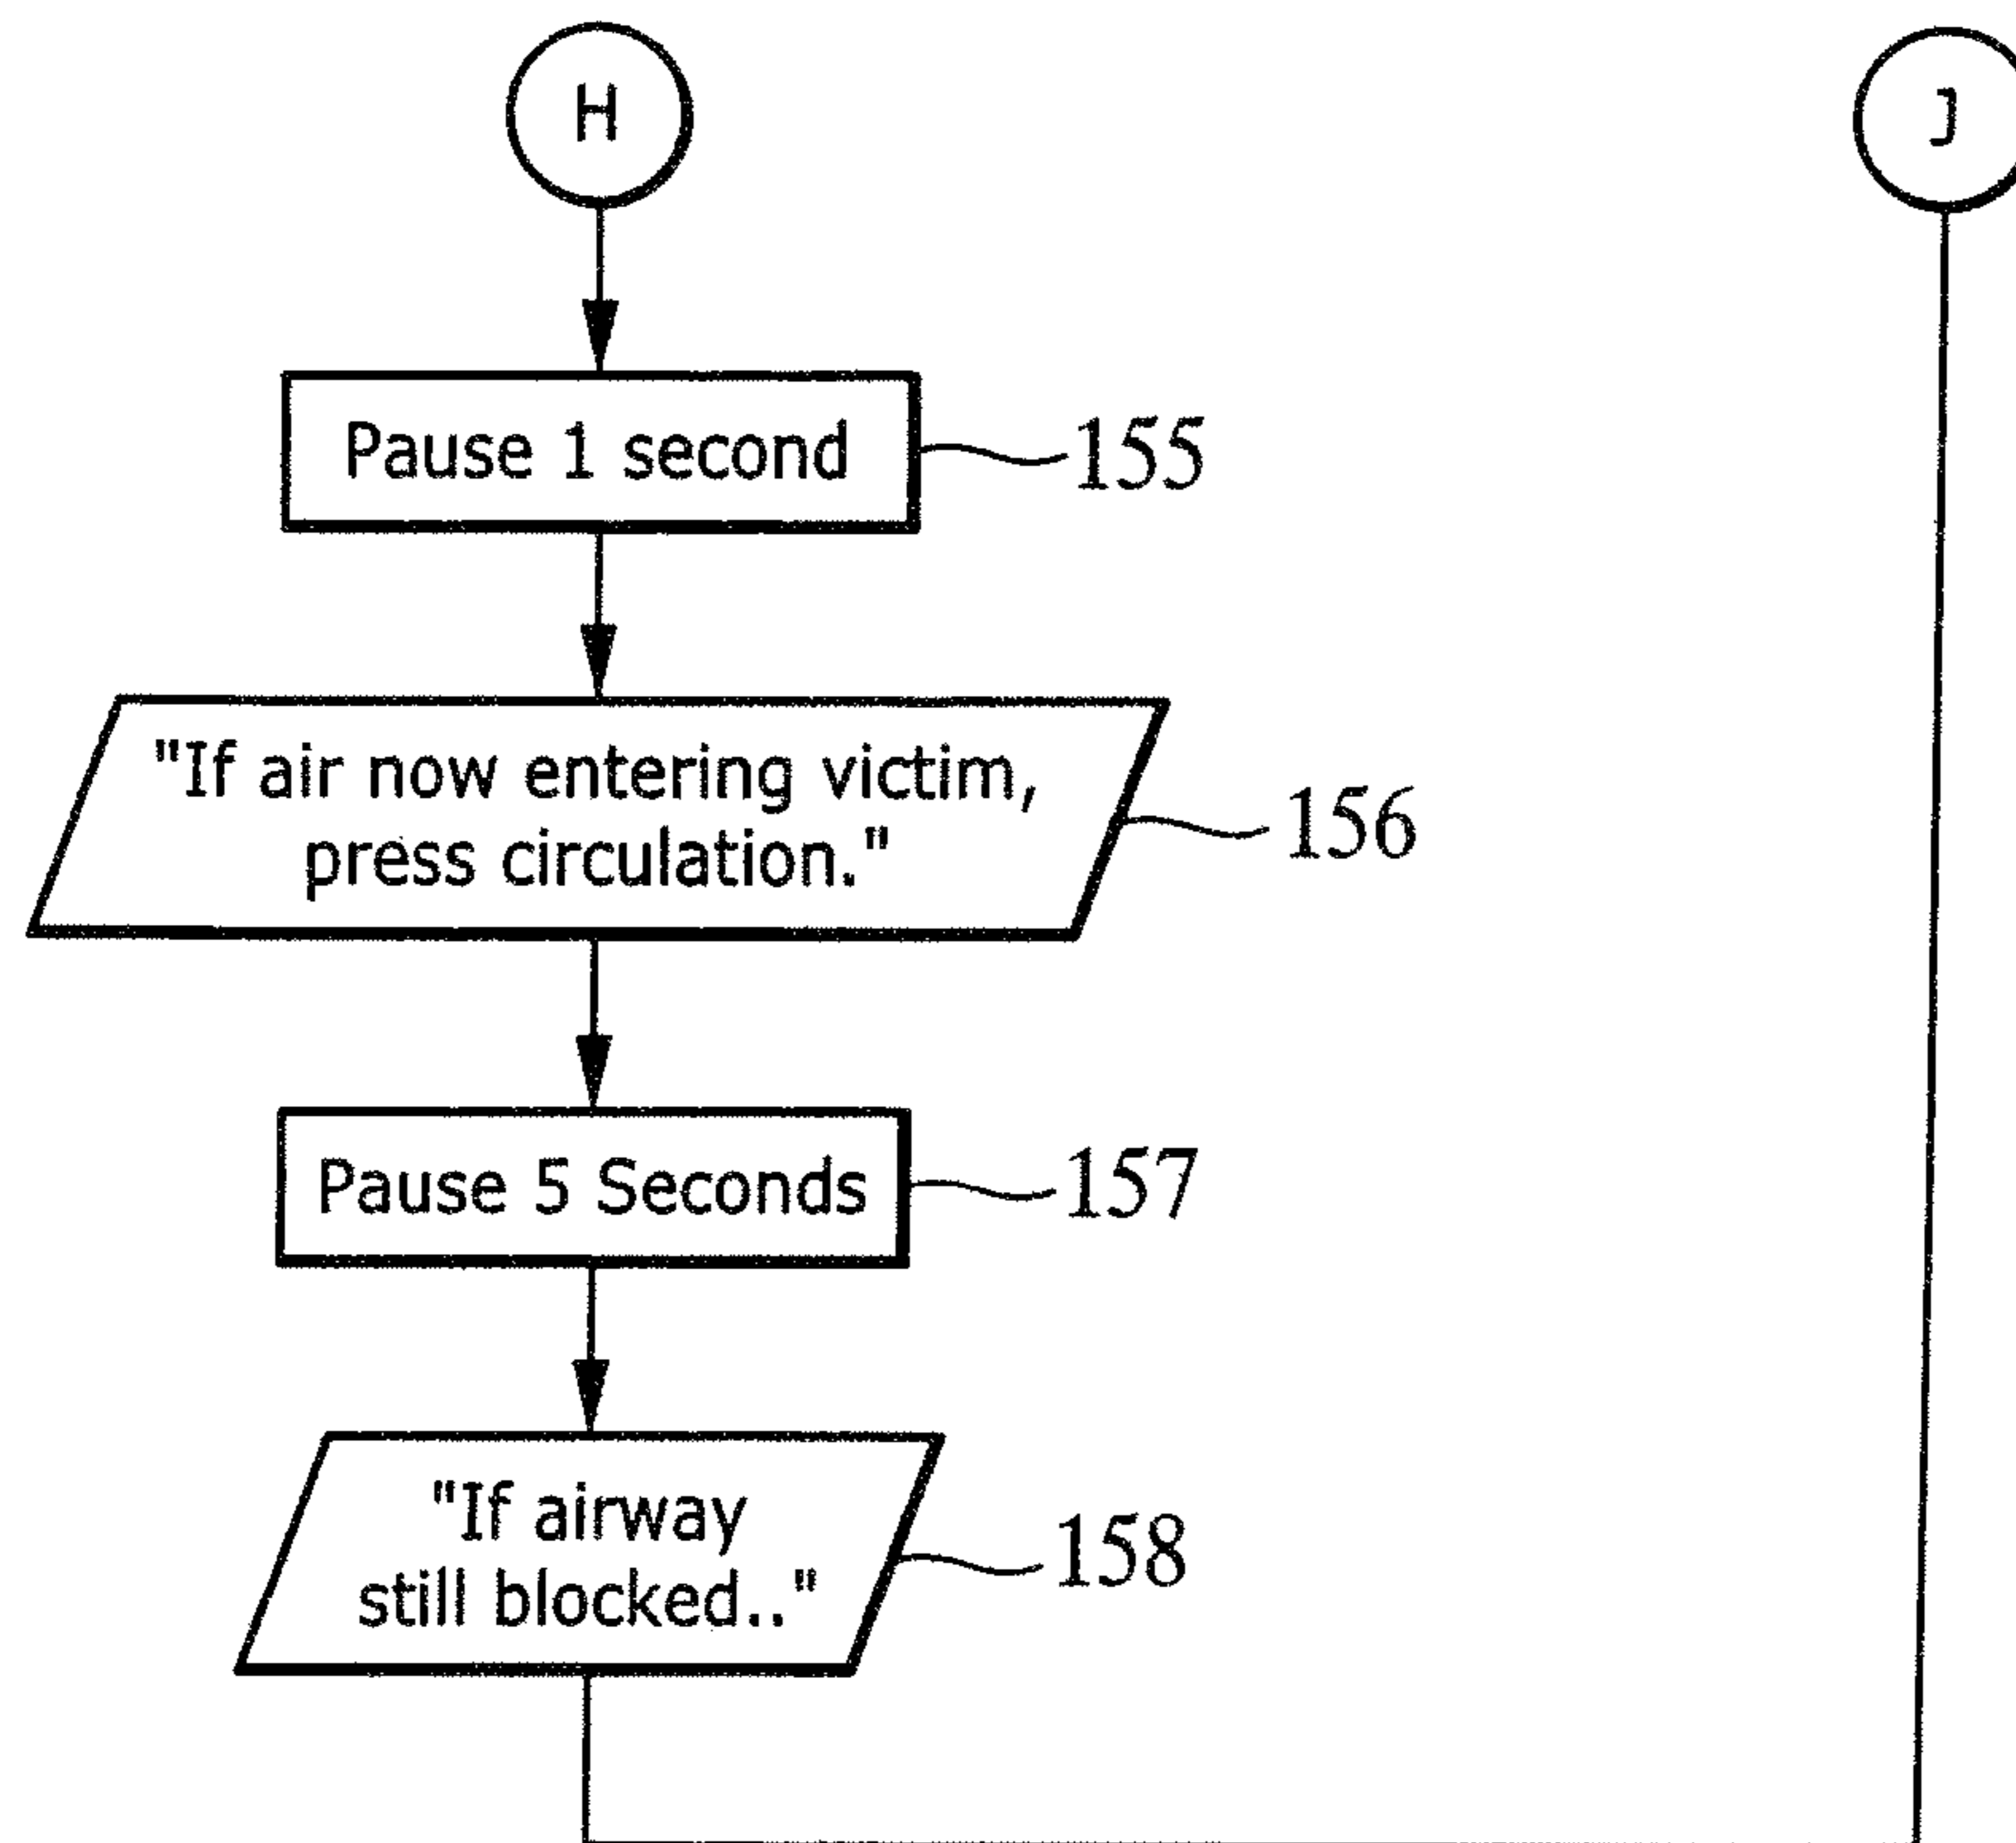 H
J
Pause 1 second
155
"If air now entering victim,
press circulation."
156
Pause 5 Seconds
157
"If airway
still blocked.."
158